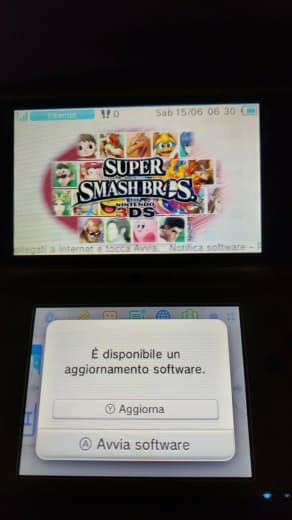 Internet 0 Sab 15/06 06:30
SUPER
SMASH BROS.
NINTENDO
3DS
llegati a Internet e tocca Avvia. Notifica software -
È disponibile un
aggiornamento software.
Ⓨ Aggiorna
Ⓐ Avvia software